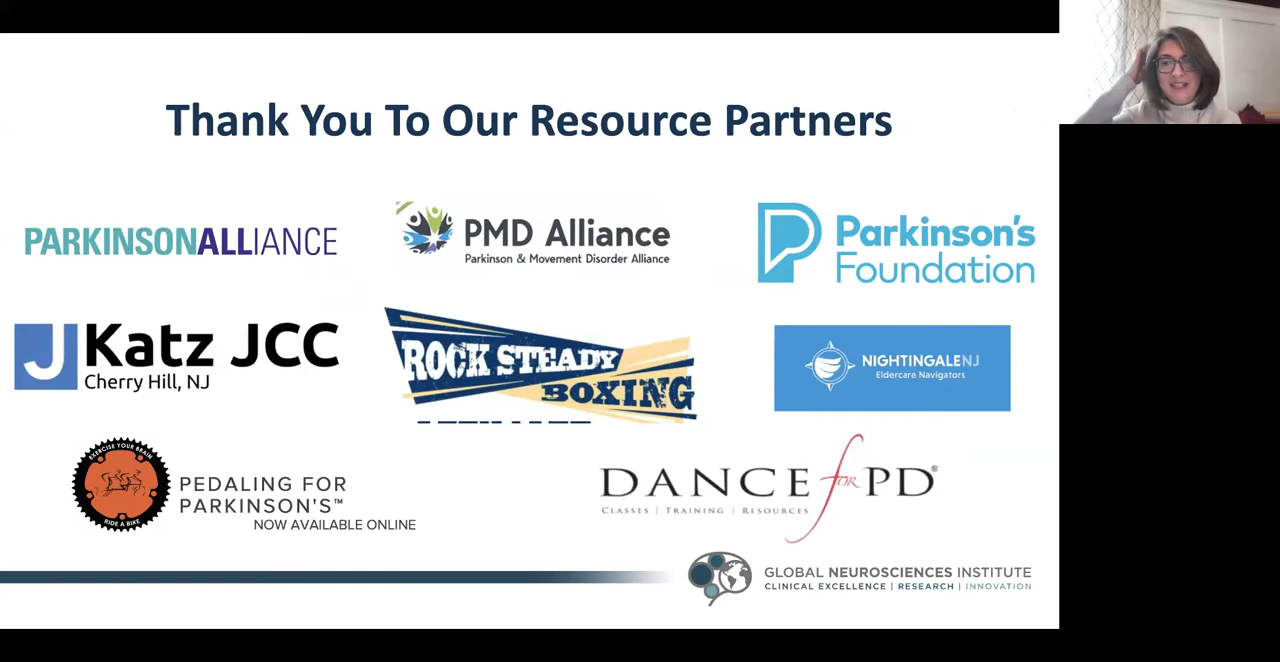 Thank You To Our Resource Partners
PARKINSONALLIANCE
PMD Alliance
Parkinson & Movement Disorder Alliance
Parkinson's
Foundation
J Katz JCC
Cherry Hill, NJ
ROCK STEADY
BOXING
NIGHTINGALENJ
Eldercare Navigators
EXERCISE YOUR BRAIN
RIDE A BIKE
PEDALING FOR
PARKINSON'S™
NOW AVAILABLE ONLINE
DANCE FOR PD®
CLASSES | TRAINING | RESOURCES
GLOBAL NEUROSCIENCES INSTITUTE
CLINICAL EXCELLENCE | RESEARCH | INNOVATION